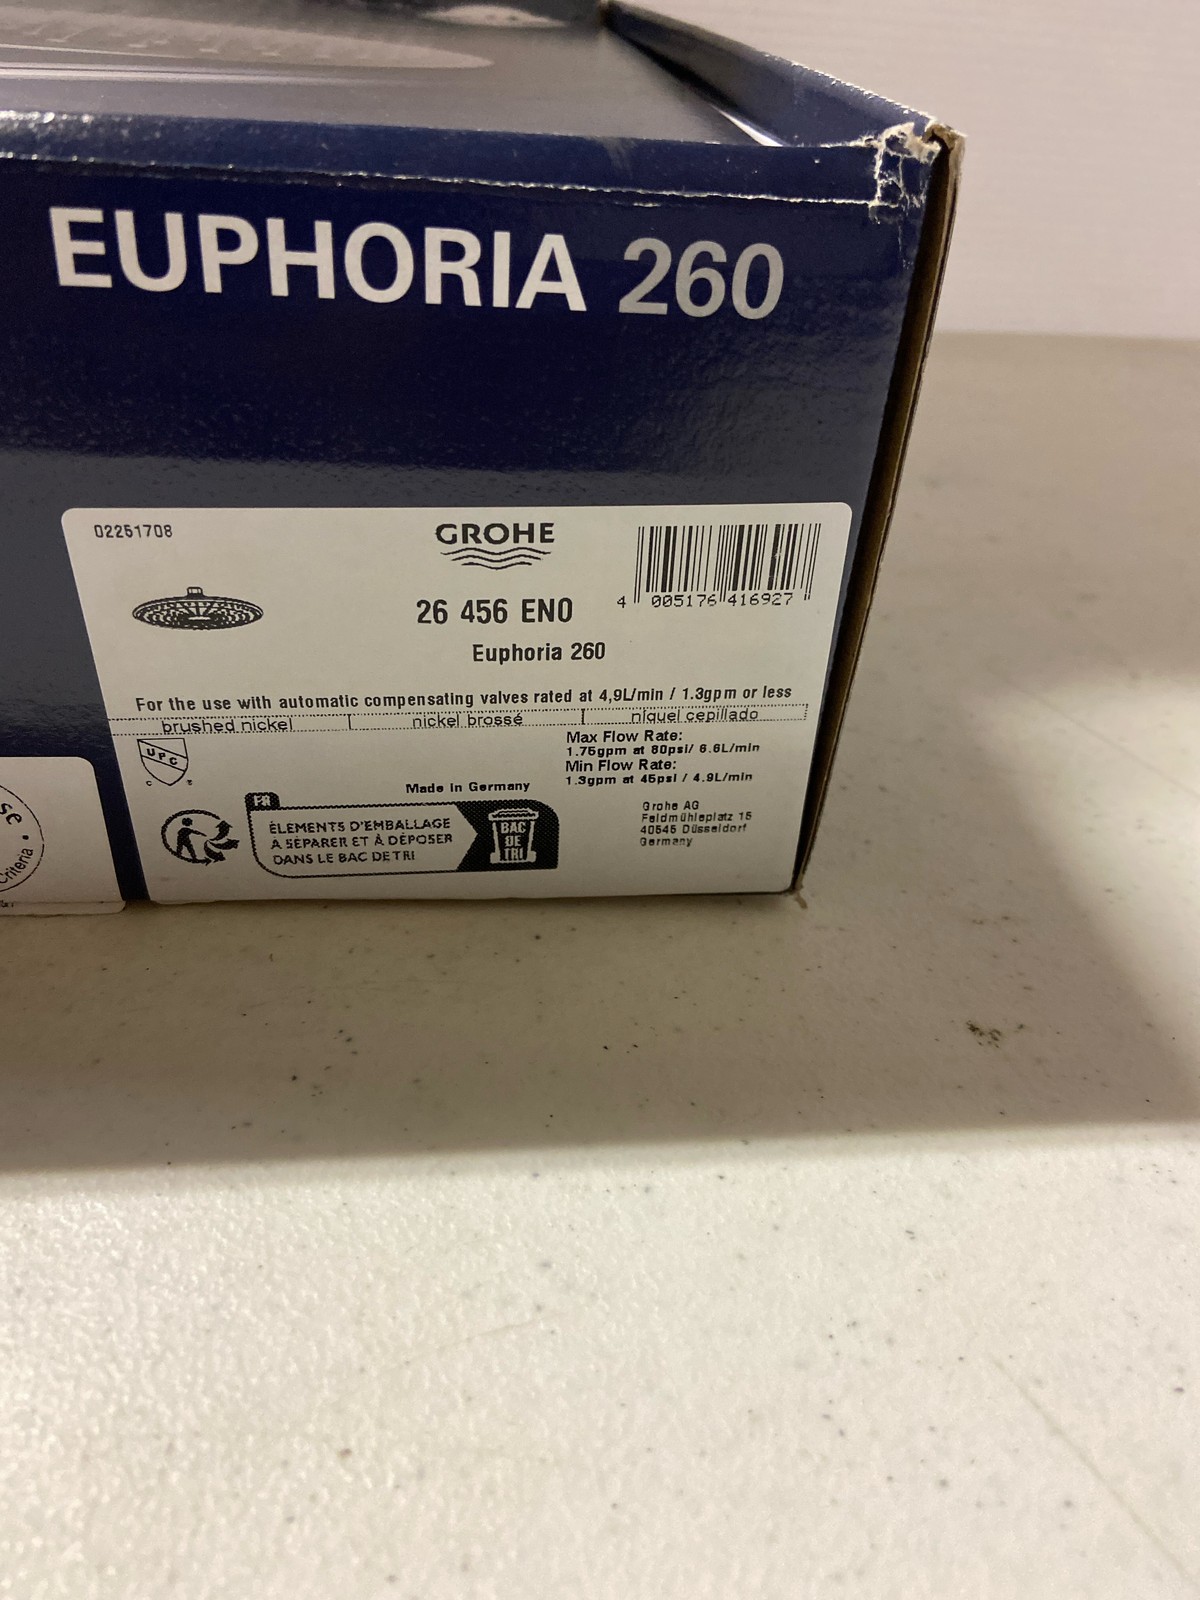 EUPHORIA 260
02251708
GROHE
26 456 EN0
4 005176 416927
Euphoria 260
For the use with automatic compensating valves rated at 4,9L/min / 1.3gpm or less
brushed nickel
nickel brossé
níquel cepillado
UPC
C
Max Flow Rate:
1.75gpm at 80psi/ 6.6L/min
Min Flow Rate:
1.3gpm at 45psi / 4.9L/min
Made in Germany
FR
ÉLEMENTS D'EMBALLAGE
A SÉPARER ET À DÉPOSER
DANS LE BAC DE TRI
BAC
DE
TRI
Grohe AG
Feldmühleplatz 15
40545 Düsseldorf
Germany
Criteria